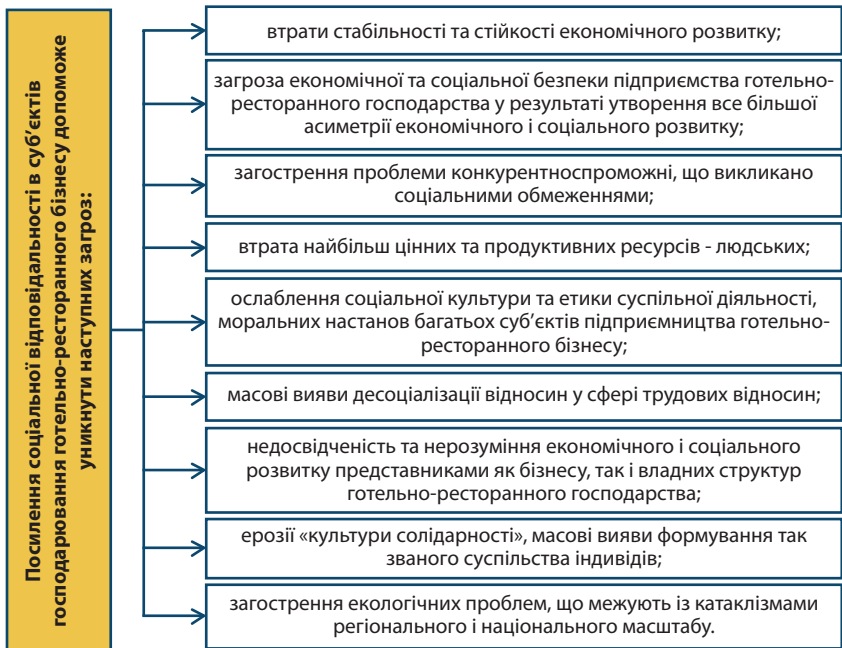 Посилення соціальної відповідальності в суб’єктів
господарювання готельно-ресторанного бізнесу допоможе
уникнути наступних загроз:
втрати стабільності та стійкості економічного розвитку;
загроза економічної та соціальної безпеки підприємства готельно-
ресторанного господарства у результаті утворення все більшої
асиметрії економічного і соціального розвитку;
загострення проблеми конкурентноспроможні, що викликано
соціальними обмеженнями;
втрата найбільш цінних та продуктивних ресурсів - людських;
ослаблення соціальної культури та етики суспільної діяльності,
моральних настанов багатьох суб’єктів підприємництва готельно-
ресторанного бізнесу;
масові вияви десоціалізації відносин у сфері трудових відносин;
недосвідченість та нерозуміння економічного і соціального
розвитку представниками як бізнесу, так і владних структур
готельно-ресторанного господарства;
ерозії «культури солідарності», масові вияви формування так
званого суспільства індивідів;
загострення екологічних проблем, що межують із катаклізмами
регіонального і національного масштабу.